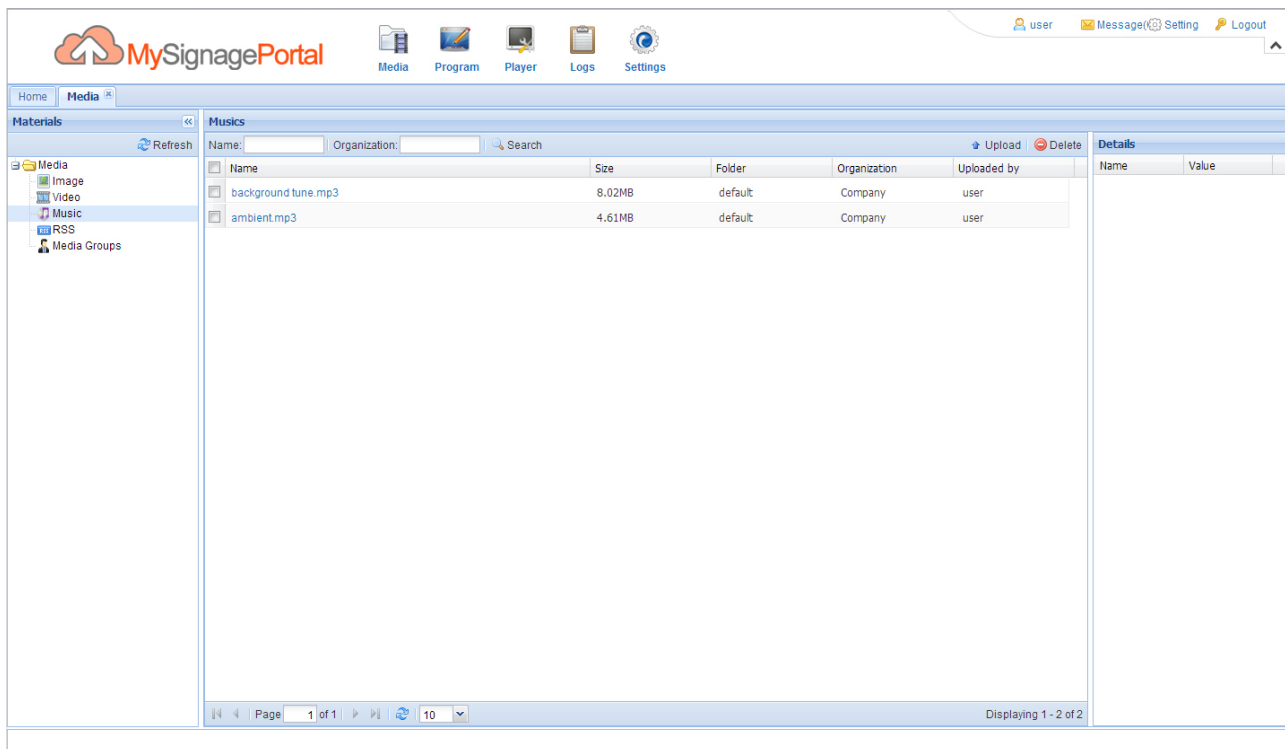 user Message( Setting Logout
MySignagePortal
Media Program Player Logs Settings
Home Media
Materials
Refresh
Media
Image
Video
Music
RSS
Media Groups
Musics
Name: Organization: Search Upload Delete
Name Size Folder Organization Uploaded by
background tune.mp3 8.02MB default Company user
ambient.mp3 4.61MB default Company user
Page 1 of 1 10 Displaying 1 - 2 of 2
Details
Name Value